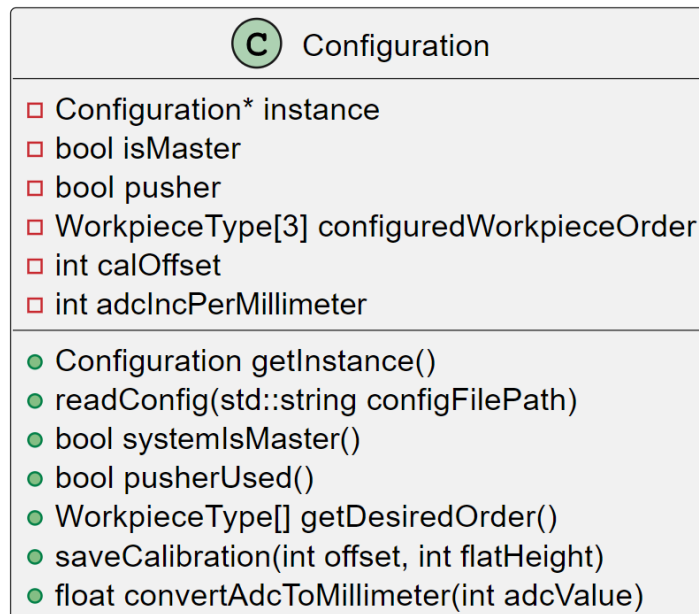 C Configuration
Configuration* instance
bool isMaster
bool pusher
WorkpieceType[3] configuredWorkpieceOrder
int calOffset
int adcIncPerMillimeter
Configuration getInstance()
readConfig(std::string configFilePath)
bool systemIsMaster()
bool pusherUsed()
WorkpieceType[] getDesiredOrder()
saveCalibration(int offset, int flatHeight)
float convertAdcToMillimeter(int adcValue)